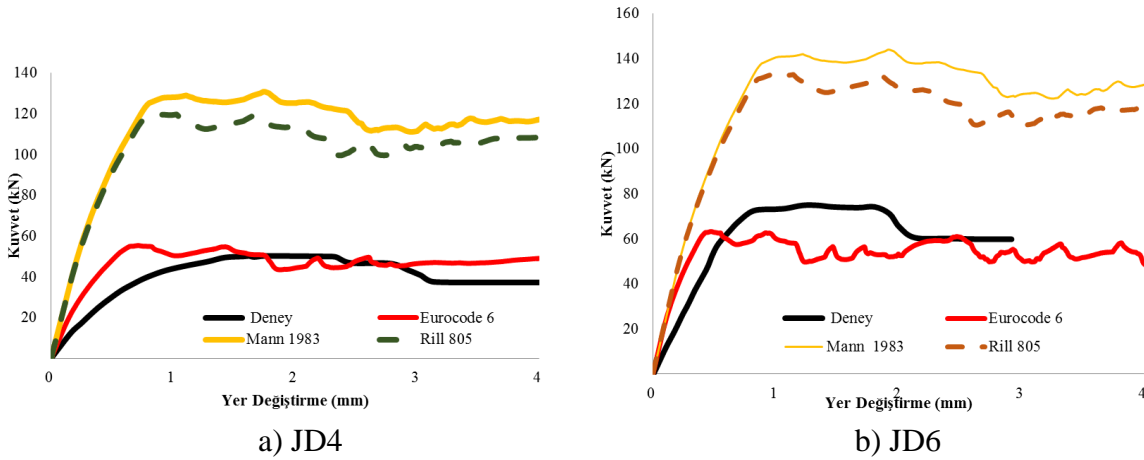 140
120
100
80
60
40
20
0
1
2
3
4
Kuvvet (kN)
Yer Değiştirme (mm)
Deney
Eurocode 6
Mann 1983
Rill 805
a) JD4
160
140
120
100
80
60
40
20
0
1
2
3
4
Kuvvet (kN)
Yer Değiştirme (mm)
Deney
Eurocode 6
Mann 1983
Rill 805
b) JD6